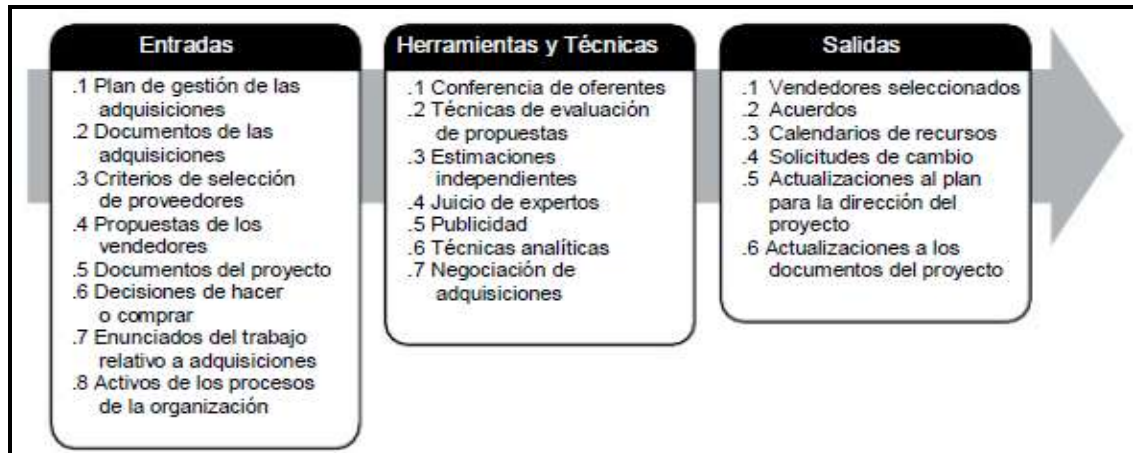 Entradas
.1 Plan de gestión de las
adquisiciones
.2 Documentos de las
adquisiciones
.3 Criterios de selección
de proveedores
.4 Propuestas de los
vendedores
.5 Documentos del proyecto
.6 Decisiones de hacer
o comprar
.7 Enunciados del trabajo
relativo a adquisiciones
.8 Activos de los procesos
de la organización
Herramientas y Técnicas
.1 Conferencia de oferentes
.2 Técnicas de evaluación
de propuestas
.3 Estimaciones
independientes
.4 Juicio de expertos
.5 Publicidad
.6 Técnicas analíticas
.7 Negociación de
adquisiciones
Salidas
.1 Vendedores seleccionados
.2 Acuerdos
.3 Calendarios de recursos
.4 Solicitudes de cambio
.5 Actualizaciones al plan
para la dirección del
proyecto
.6 Actualizaciones a los
documentos del proyecto